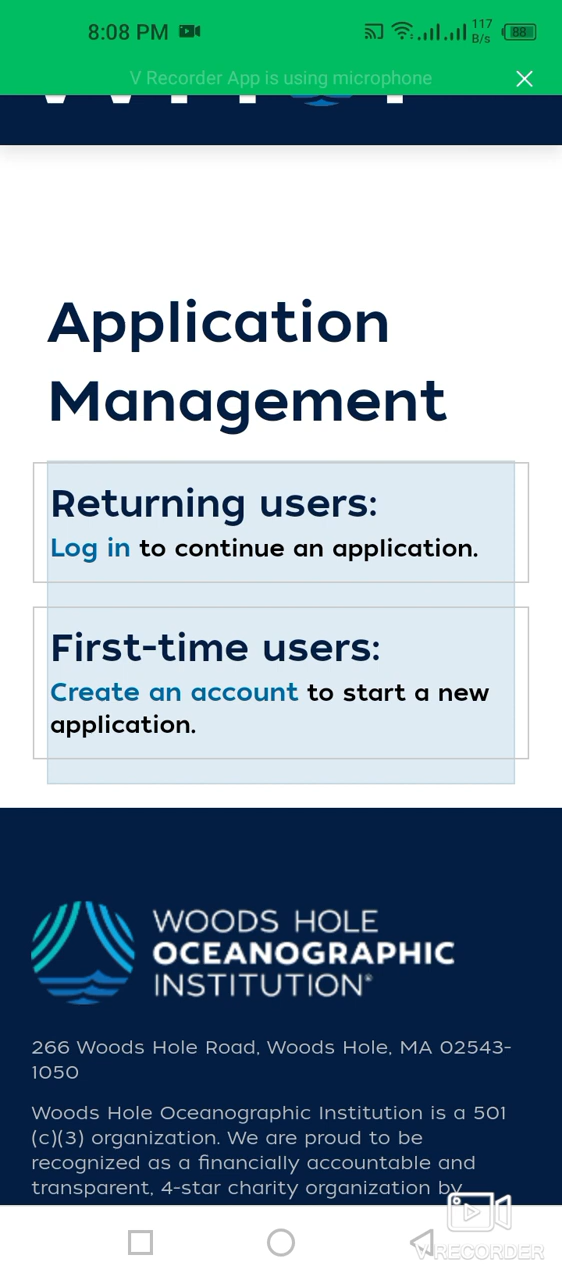 8:08 PM
117
B/s
88
V Recorder App is using microphone
Application
Management
Returning users:
Log in to continue an application.
First-time users:
Create an account to start a new
application.
WOODS HOLE
OCEANOGRAPHIC
INSTITUTION®
266 Woods Hole Road, Woods Hole, MA 02543-
1050
Woods Hole Oceanographic Institution is a 501
(c)(3) organization. We are proud to be
recognized as a financially accountable and
transparent, 4-star charity organization by
V RECORDER